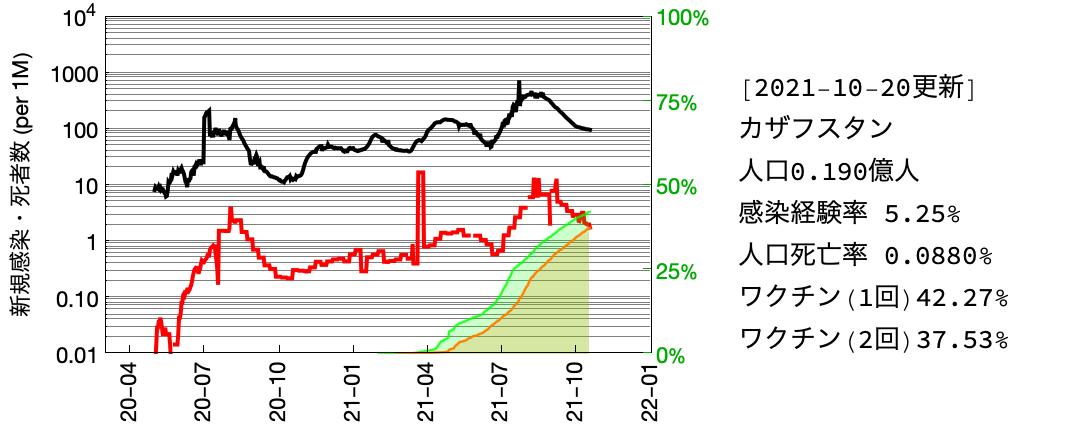 10^4
1000
100
10
1
0.10
0.01
新規感染・死者数 (per 1M)
100%
75%
50%
25%
0%
20-04
20-07
20-10
21-01
21-04
21-07
21-10
22-01
[2021-10-20更新]
カザフスタン
人口0.190億人
感染経験率 5.25%
人口死亡率 0.0880%
ワクチン(1回)42.27%
ワクチン(2回)37.53%